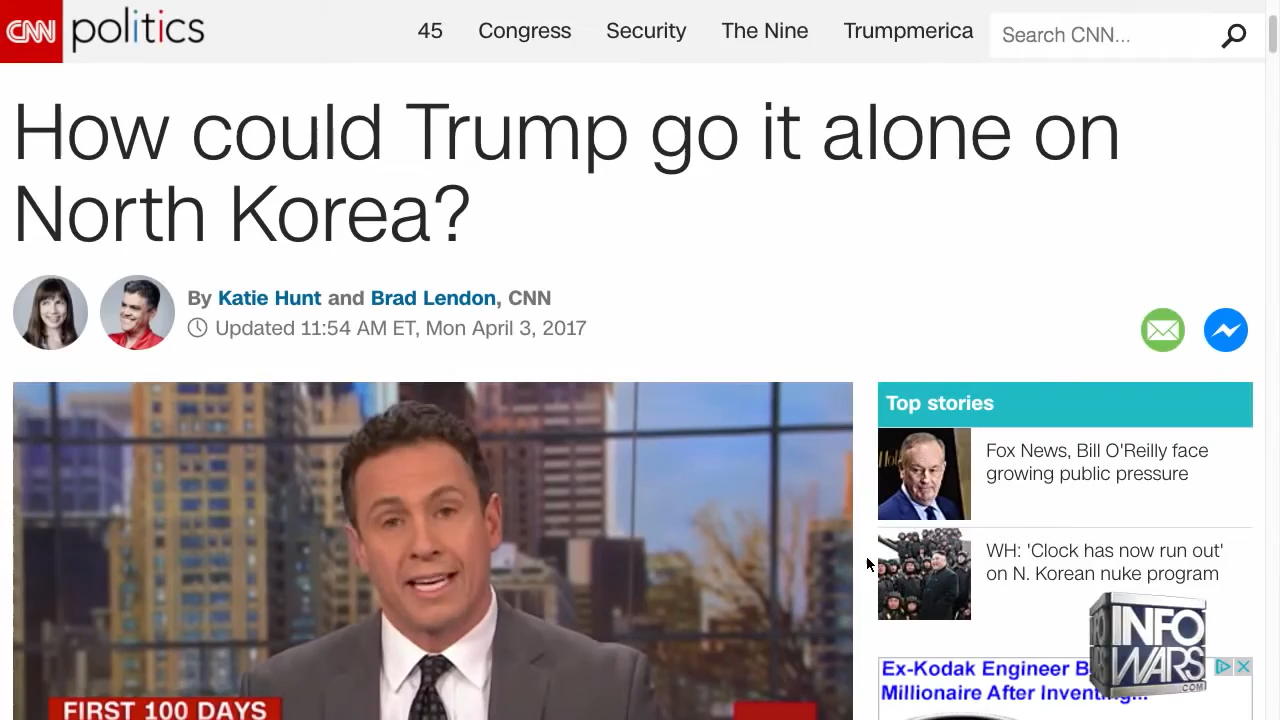 CNN politics
45 Congress Security The Nine Trumpmerica
Search CNN...
How could Trump go it alone on
North Korea?
By Katie Hunt and Brad Lendon, CNN
Updated 11:54 AM ET, Mon April 3, 2017
FIRST 100 DAYS
Top stories
Fox News, Bill O'Reilly face
growing public pressure
WH: 'Clock has now run out'
on N. Korean nuke program
Ex-Kodak Engineer
Millionaire After
INFO
WARS
.COM